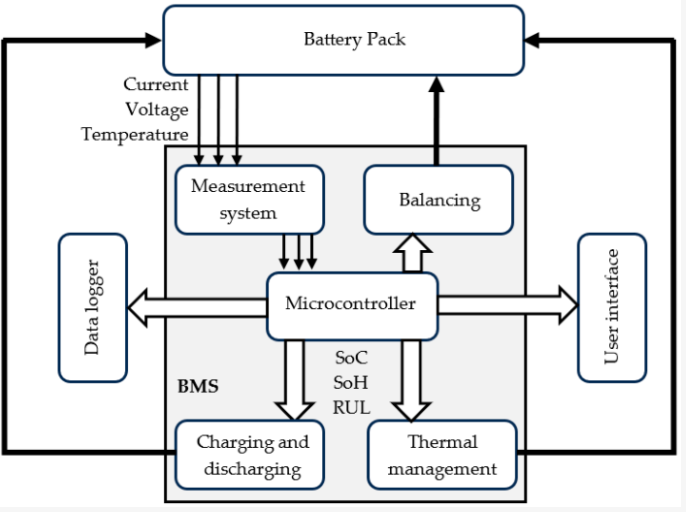 Battery Pack
Current
Voltage
Temperature
Measurement
system
Balancing
Data logger
Microcontroller
User interface
SoC
SoH
RUL
BMS
Charging and
discharging
Thermal
management